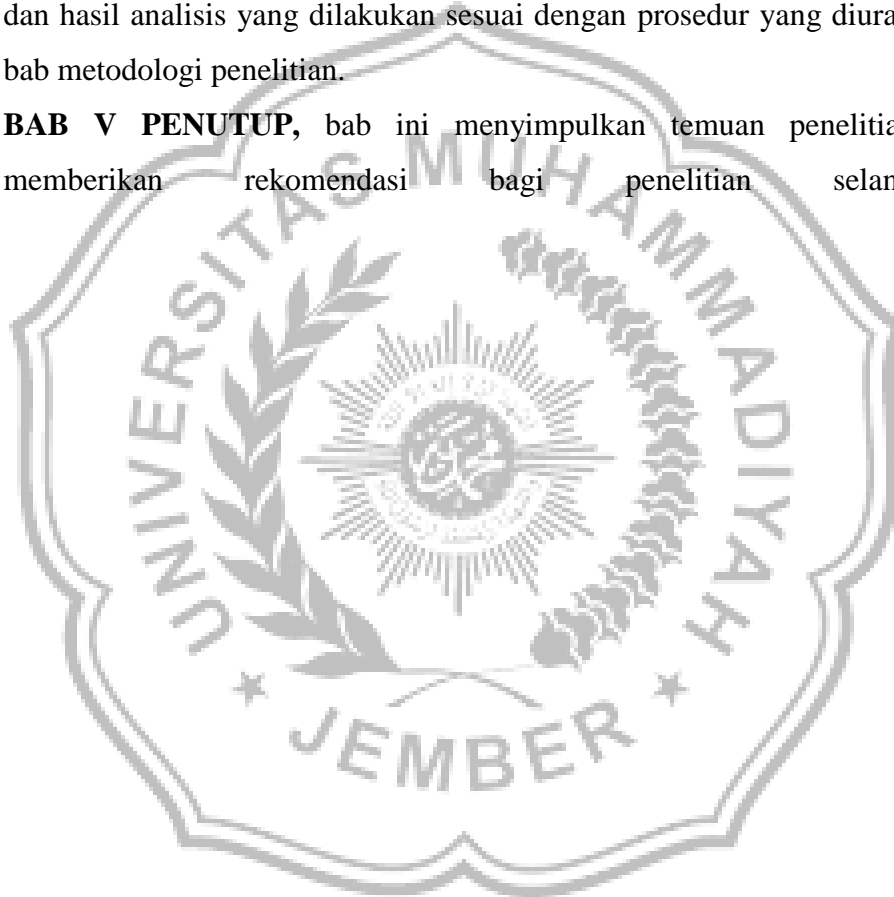 dan hasil analisis yang dilakukan sesuai dengan prosedur yang diura
bab metodologi penelitian.
BAB V PENUTUP, bab ini menyimpulkan temuan penelitia
memberikan rekomendasi bagi penelitian selan
UNIVERSITAS MUHAMMADIYAH
JEMBER